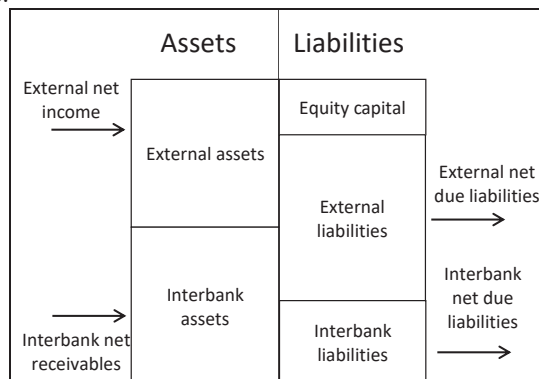 Assets
Liabilities
External net
income
Equity capital
External assets
External net
due liabilities
External
liabilities
Interbank
assets
Interbank
net due
liabilities
Interbank net
receivables
Interbank
liabilities